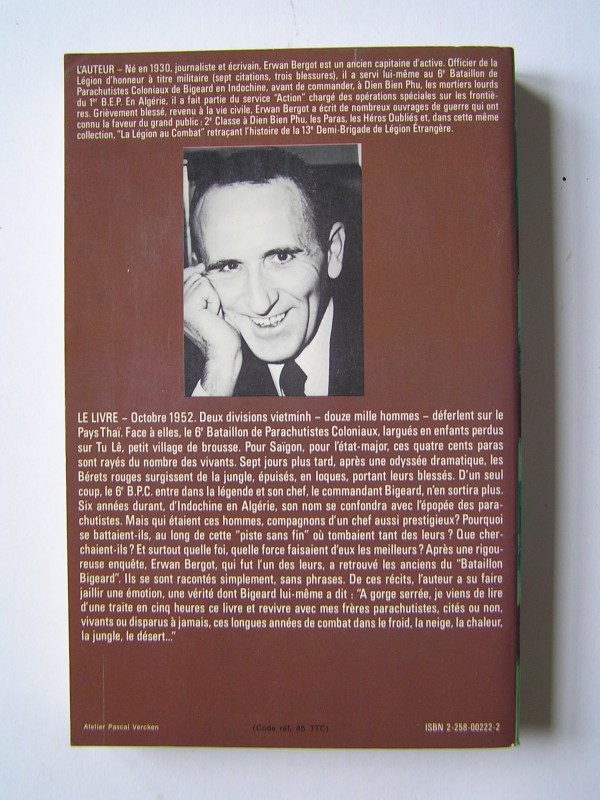 L'AUTEUR – Né en 1930, journaliste et écrivain, Erwan Bergot est un ancien capitaine d'active. Officier de la
Légion d'honneur à titre militaire (sept citations, trois blessures), il a servi lui-même au 6e Bataillon de
Parachutistes Coloniaux de Bigeard en Indochine, avant de commander, à Dien Bien Phu, les mortiers lourds
du 1er B.E.P. En Algérie, il a fait partie du service "Action" chargé des opérations spéciales sur les frontiè-
res. Grièvement blessé, revenu à la vie civile, Erwan Bergot a écrit de nombreux ouvrages de guerre qui ont
connu la faveur du grand public : 2e Classe à Dien Bien Phu, les Paras, les Héros Oubliés et, dans cette même
collection, "La Légion au Combat" retraçant l'histoire de la 13e Demi-Brigade de Légion Étrangère.
LE LIVRE – Octobre 1952. Deux divisions vietminh – douze mille hommes – déferlent sur le
Pays Thaï. Face à elles, le 6e Bataillon de Parachutistes Coloniaux, largués en enfants perdus
sur Tu Lê, petit village de brousse. Pour Saïgon, pour l'état-major, ces quatre cents paras
sont rayés du nombre des vivants. Sept jours plus tard, après une odyssée dramatique, les
Bérets rouges surgissent de la jungle, épuisés, en loques, portant leurs blessés. D'un seul
coup, le 6e B.P.C. entre dans la légende et son chef, le commandant Bigeard, n'en sortira plus.
Six années durant, d'Indochine en Algérie, son nom se confondra avec l'épopée des para-
chutistes. Mais qui étaient ces hommes, compagnons d'un chef aussi prestigieux? Pourquoi
se battaient-ils, au long de cette "piste sans fin" où tombaient tant des leurs ? Que cher-
chaient-ils ? Et surtout quelle foi, quelle force faisaient d'eux les meilleurs ? Après une rigou-
reuse enquête, Erwan Bergot, qui fut l'un des leurs, a retrouvé les anciens du "Bataillon
Bigeard". Ils se sont racontés simplement, sans phrases. De ces récits, l'auteur a su faire
jaillir une émotion, une vérité dont Bigeard lui-même a dit : "A gorge serrée, je viens de lire
d'une traite en cinq heures ce livre et revivre avec mes frères parachutistes, cités ou non,
vivants ou disparus à jamais, ces longues années de combat dans le froid, la neige, la chaleur,
la jungle, le désert..."
Atelier Pascal Vercken
(Code réf. 45 TTC)
ISBN 2-258-00222-2